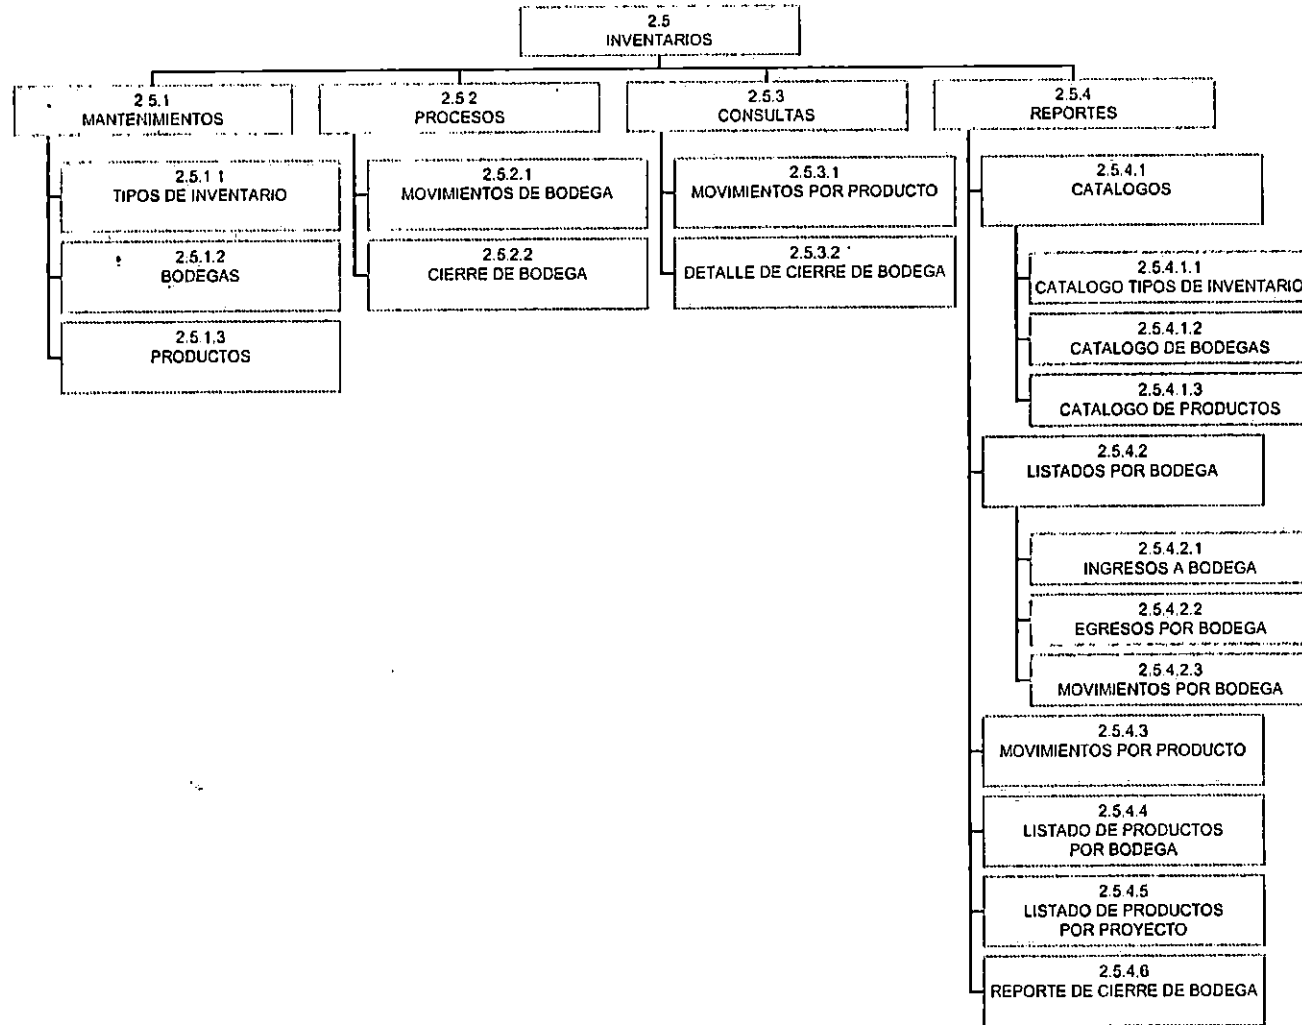 2.5
INVENTARIOS
2.5.1
MANTENIMIENTOS
2.5.1 1
TIPOS DE INVENTARIO
2.5.1.2
BODEGAS
2.5.1.3
PRODUCTOS
2.5 2
PROCESOS
2.5.2.1
MOVIMIENTOS DE BODEGA
2.5.2.2
CIERRE DE BODEGA
2.5.3
CONSULTAS
2.5.3.1
MOVIMIENTOS POR PRODUCTO
2.5.3.2
DETALLE DE CIERRE DE BODEGA
2.5.4
REPORTES
2.5.4.1
CATALOGOS
2.5.4.1.1
CATALOGO TIPOS DE INVENTARIO
2.5.4.1.2
CATALOGO DE BODEGAS
2.5.4.1.3
CATALOGO DE PRODUCTOS
2.5.4.2
LISTADOS POR BODEGA
2.5.4.2.1
INGRESOS A BODEGA
2.5.4.2.2
EGRESOS POR BODEGA
2.5.4.2.3
MOVIMIENTOS POR BODEGA
2.5.4.3
MOVIMIENTOS POR PRODUCTO
2.5.4.4
LISTADO DE PRODUCTOS
POR BODEGA
2.5.4.5
LISTADO DE PRODUCTOS
POR PROYECTO
2.5.4.6
REPORTE DE CIERRE DE BODEGA